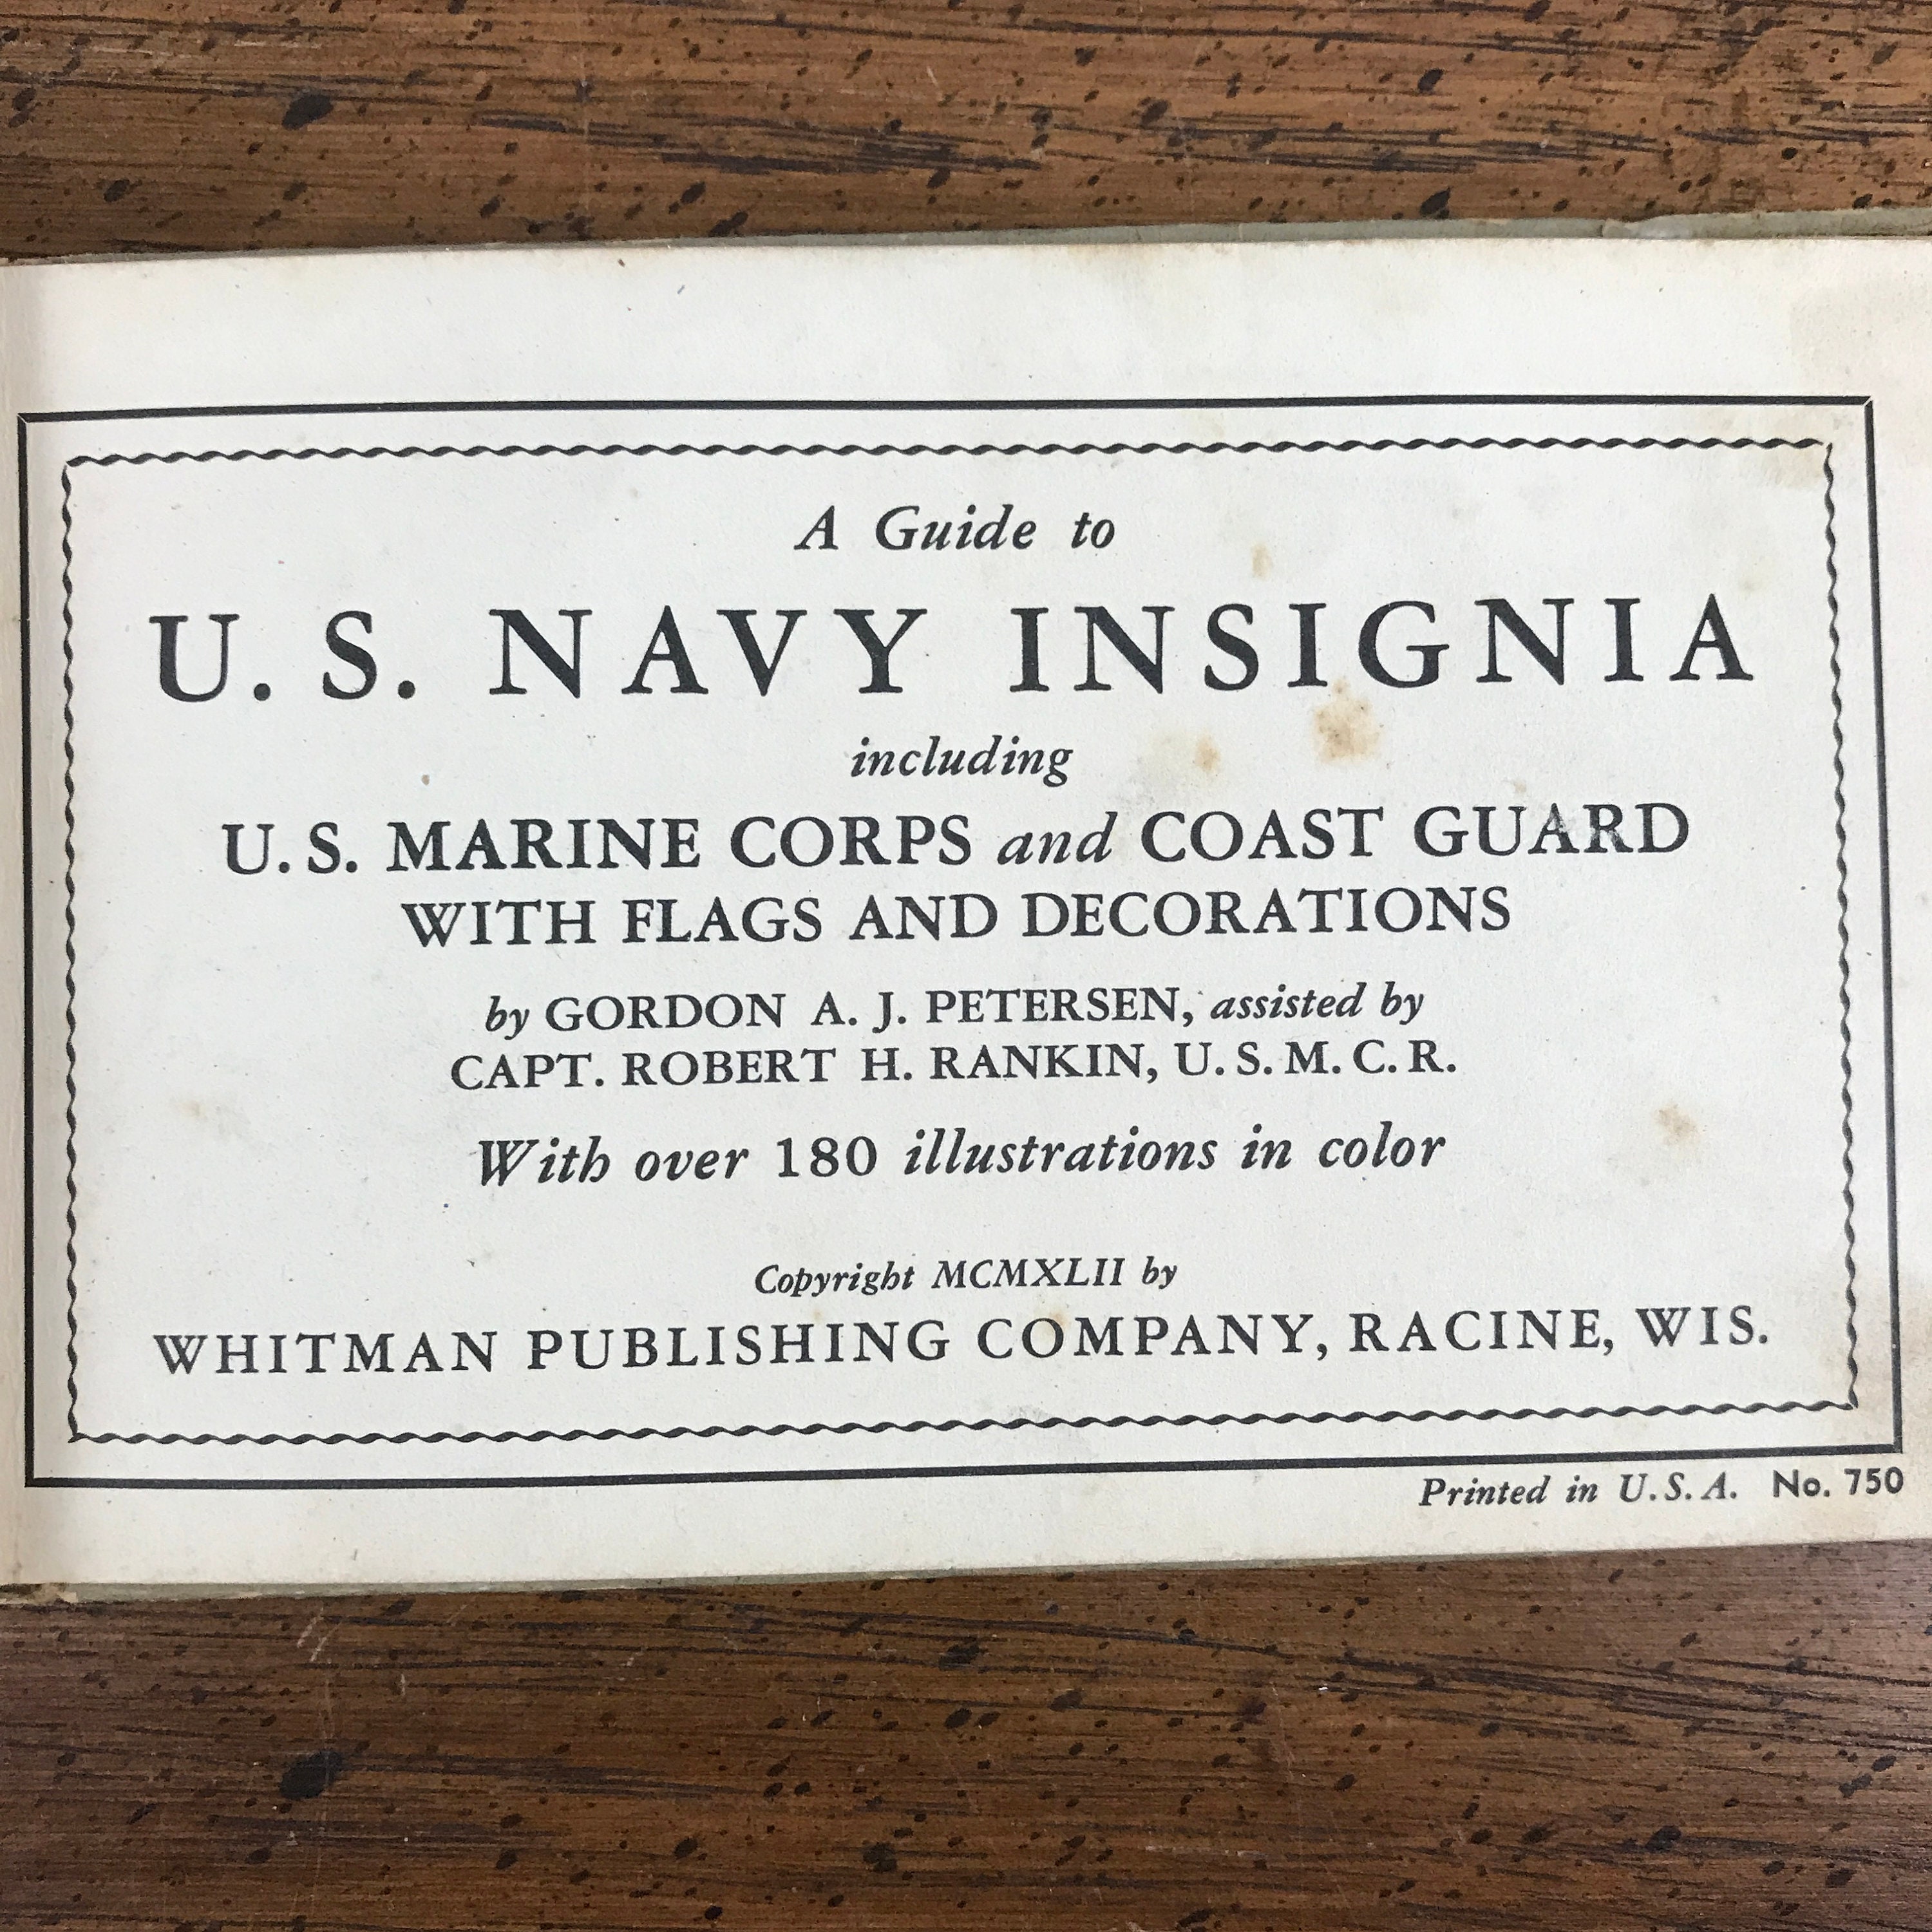 A Guide to
U. S. NAVY INSIGNIA
including
U. S. MARINE CORPS and COAST GUARD
WITH FLAGS AND DECORATIONS
by GORDON A. J. PETERSEN, assisted by
CAPT. ROBERT H. RANKIN, U. S. M. C. R.
With over 180 illustrations in color
Copyright MCMXLII by
WHITMAN PUBLISHING COMPANY, RACINE, WIS.
Printed in U. S. A. No. 750